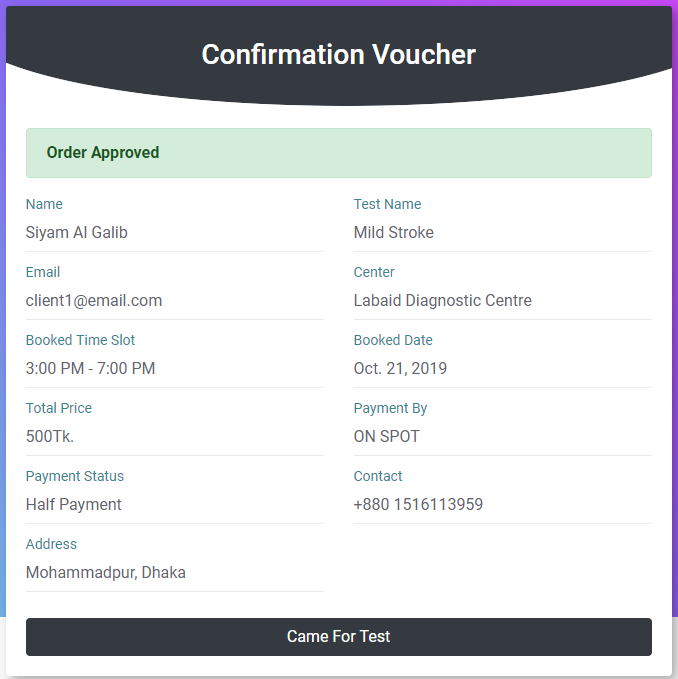 Confirmation Voucher
Order Approved
Name
Siyam Al Galib
Test Name
Mild Stroke
Email
client1@email.com
Center
Labaid Diagnostic Centre
Booked Time Slot
3:00 PM - 7:00 PM
Booked Date
Oct. 21, 2019
Total Price
500Tk.
Payment By
ON SPOT
Payment Status
Half Payment
Contact
+880 1516113959
Address
Mohammadpur, Dhaka
Came For Test